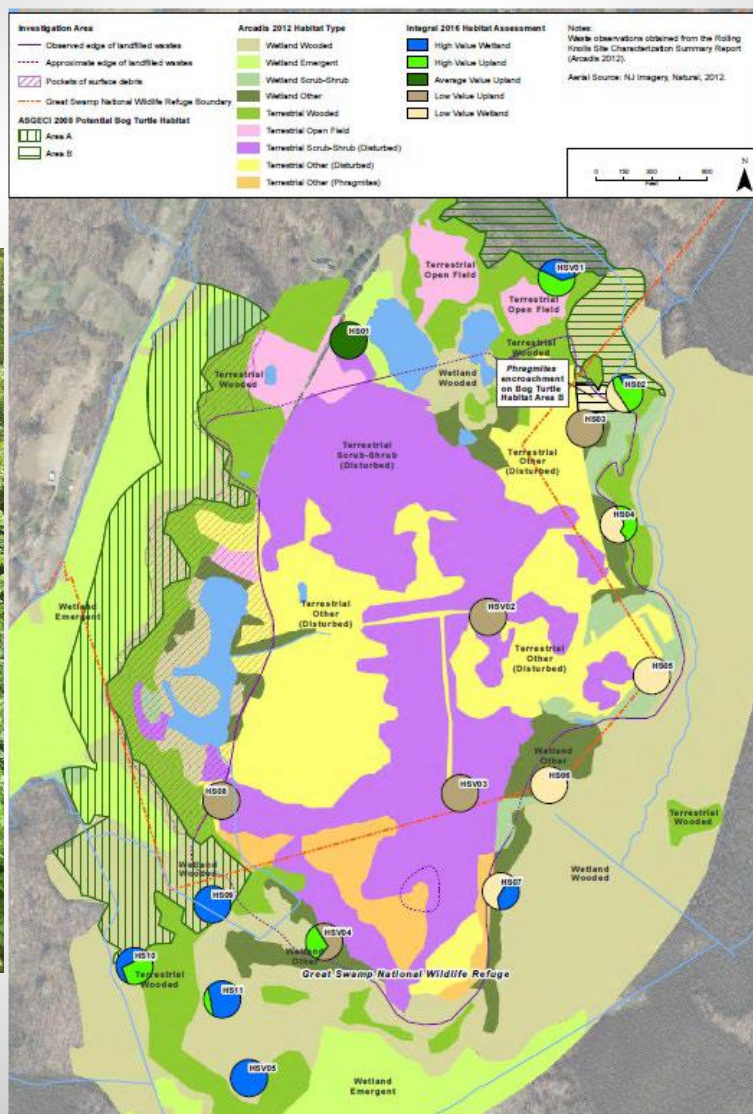 Investigation Area
Observed edge of landfilled wastes
Approximate edge of landfilled wastes
Pockets of surface debris
Great Swamp National Wildlife Refuge Boundary
ASGECI 2008 Potential Bog Turtle Habitat
Area A
Area B
Arcadis 2012 Habitat Type
Wetland Wooded
Wetland Emergent
Wetland Scrub-Shrub
Wetland Other
Terrestrial Wooded
Terrestrial Open Field
Terrestrial Scrub-Shrub (Disturbed)
Terrestrial Other (Disturbed)
Terrestrial Other (Phragmites)
Integral 2016 Habitat Assessment
High Value Wetland
High Value Upland
Average Value Upland
Low Value Upland
Low Value Wetland
Notes:
Waste observations obtained from the Rolling
Knolls Site Characterization Summary Report
(Arcadis 2012).
Aerial Source: NJ Imagery, Natural, 2012.
N
0
Feet
Terrestrial
Open Field
HSV01
Terrestrial
Open Field
HS01
Terrestrial
Wooded
Terrestrial
Wooded
Wetland
Wooded
Phragmites
encroachment
on Bog Turtle
Habitat Area B
HS02
HS03
Terrestrial
Scrub-Shrub
(Disturbed)
Terrestrial
Other
(Disturbed)
HS04
Wetland
Emergent
Terrestrial
Other
(Disturbed)
HSV02
Terrestrial
Other
(Disturbed)
HS05
Wetland
Other
HS06
HS08
HSV03
Terrestrial
Wooded
Wetland
Wooded
Wetland
Wooded
HS07
HS09
HSV04
Wetland
Other
HS10
Terrestrial
Wooded
Great Swamp National Wildlife Refuge
HS11
HSV05
Wetland
Emergent